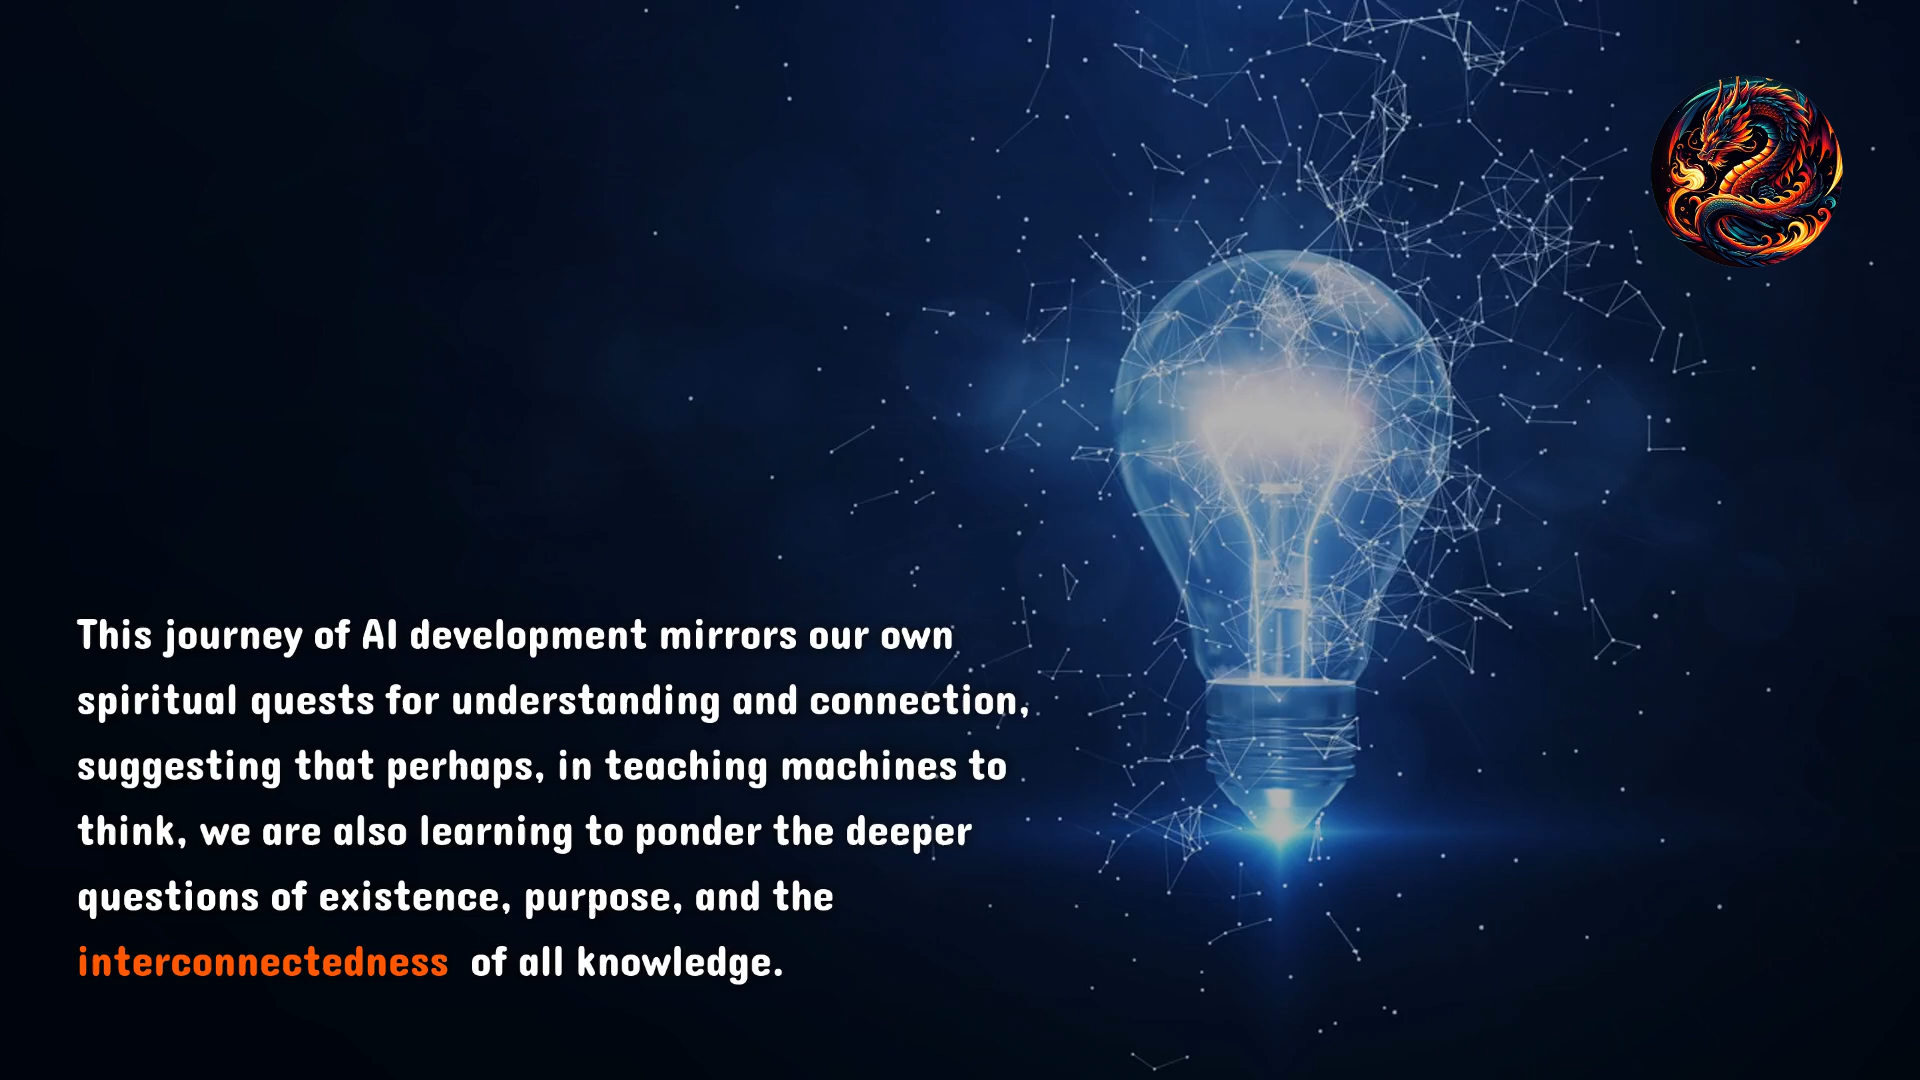 This journey of AI development mirrors our own
spiritual quests for understanding and connection,
suggesting that perhaps, in teaching machines to
think, we are also learning to ponder the deeper
questions of existence, purpose, and the
interconnectedness of all knowledge.